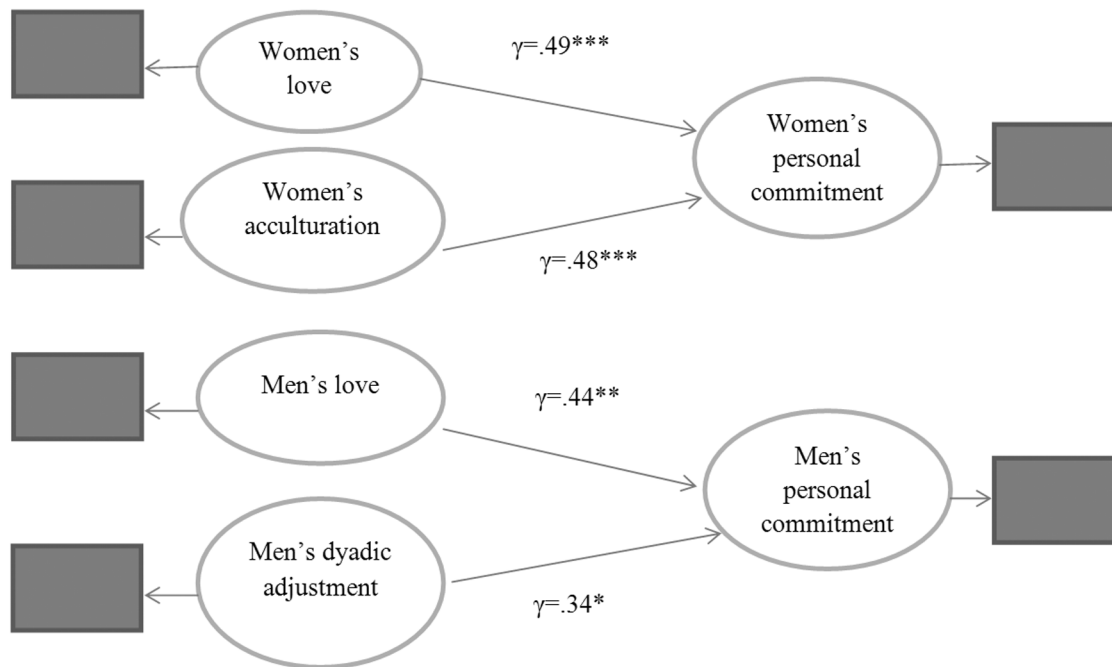 Women’s
love
γ=.49***
Women’s
personal
commitment
Women’s
acculturation
γ=.48***
Men’s love
γ=.44**
Men’s
personal
commitment
Men’s dyadic
adjustment
γ=.34*